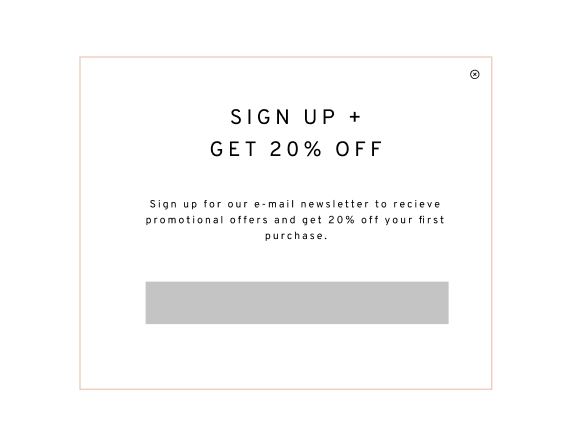 SIGN UP +
GET 20% OFF
Sign up for our e-mail newsletter to recieve
promotional offers and get 20% off your first
purchase.